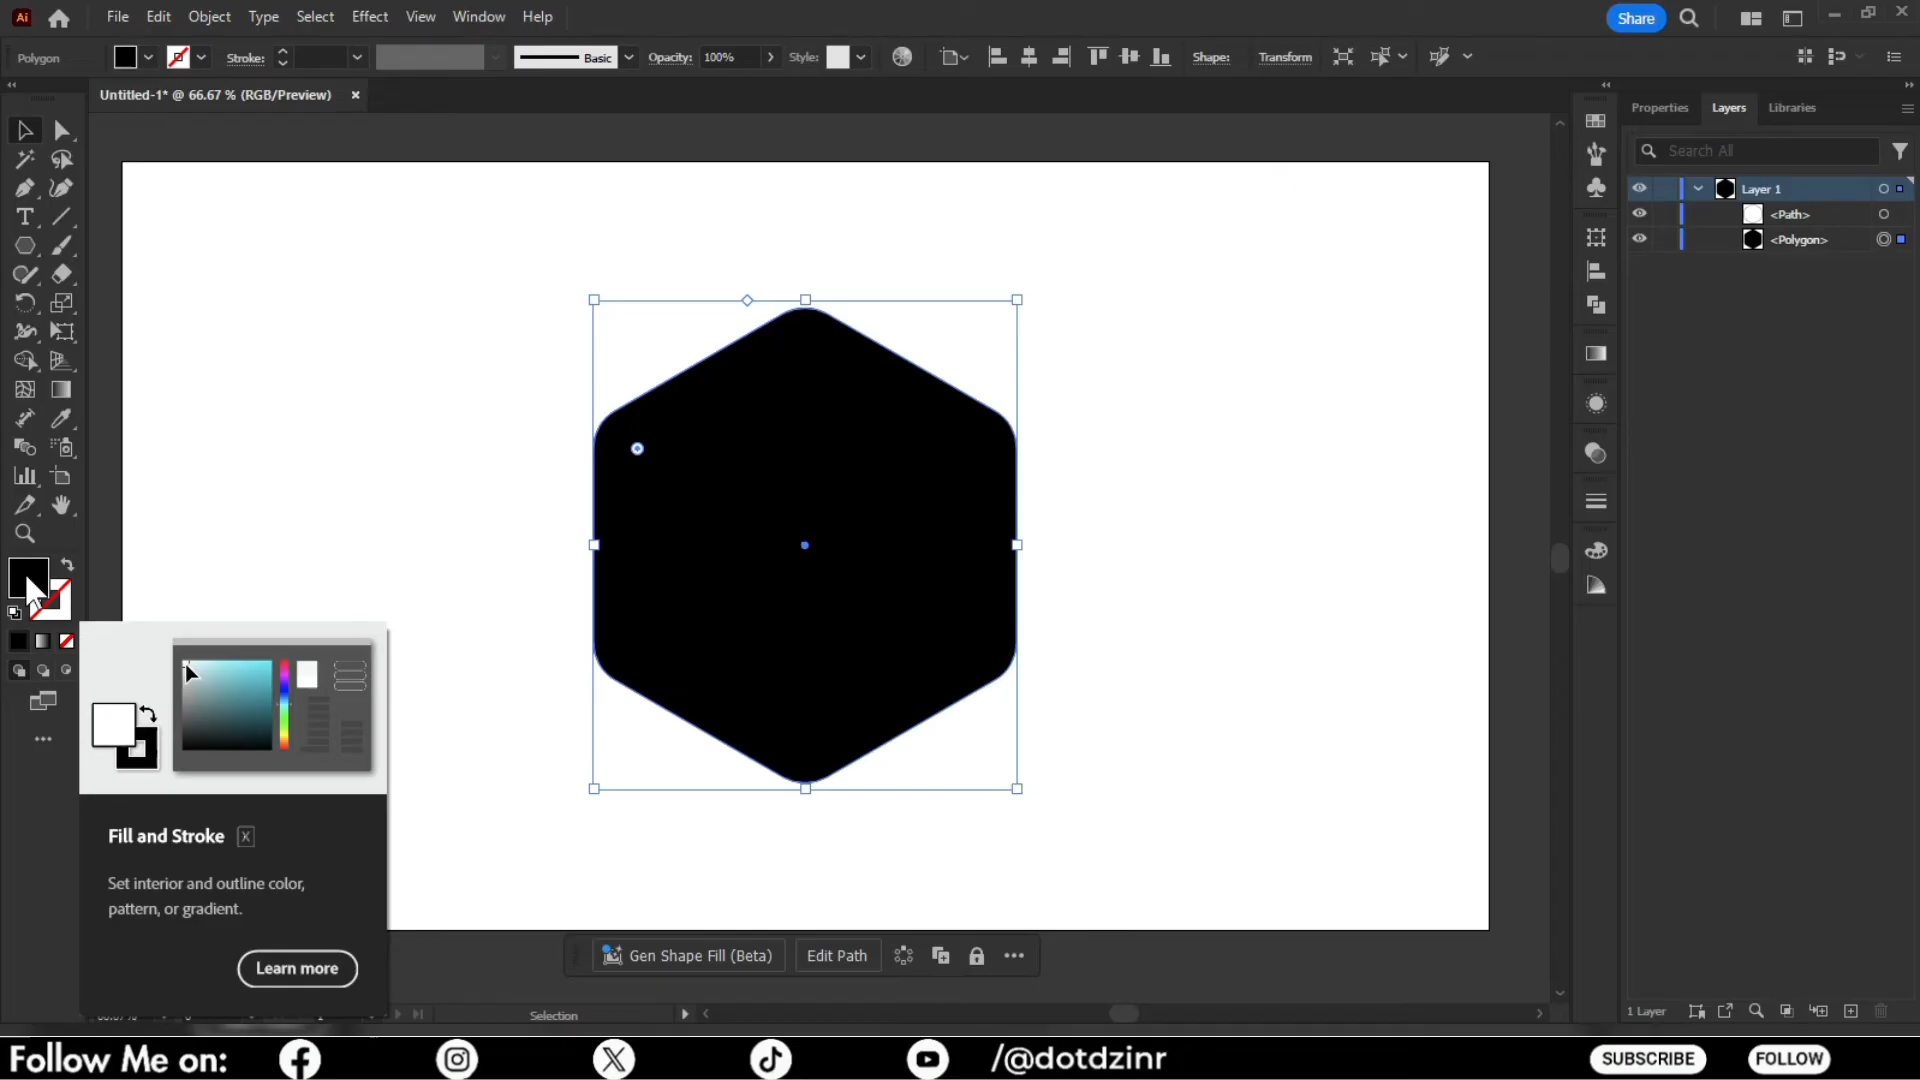 Ai File Edit Object Type Select Effect View Window Help Share
Polygon Stroke: Basic Opacity: 100% Style: Shape: Transform
Untitled-1* @ 66.67 % (RGB/Preview) ×
Properties Layers Libraries
Search All
Layer 1
<Path>
<Polygon>
Fill and Stroke X
Set interior and outline color,
pattern, or gradient.
Learn more
Gen Shape Fill (Beta) Edit Path
Selection
1 Layer
Follow Me on: /@dotdzinr SUBSCRIBE FOLLOW